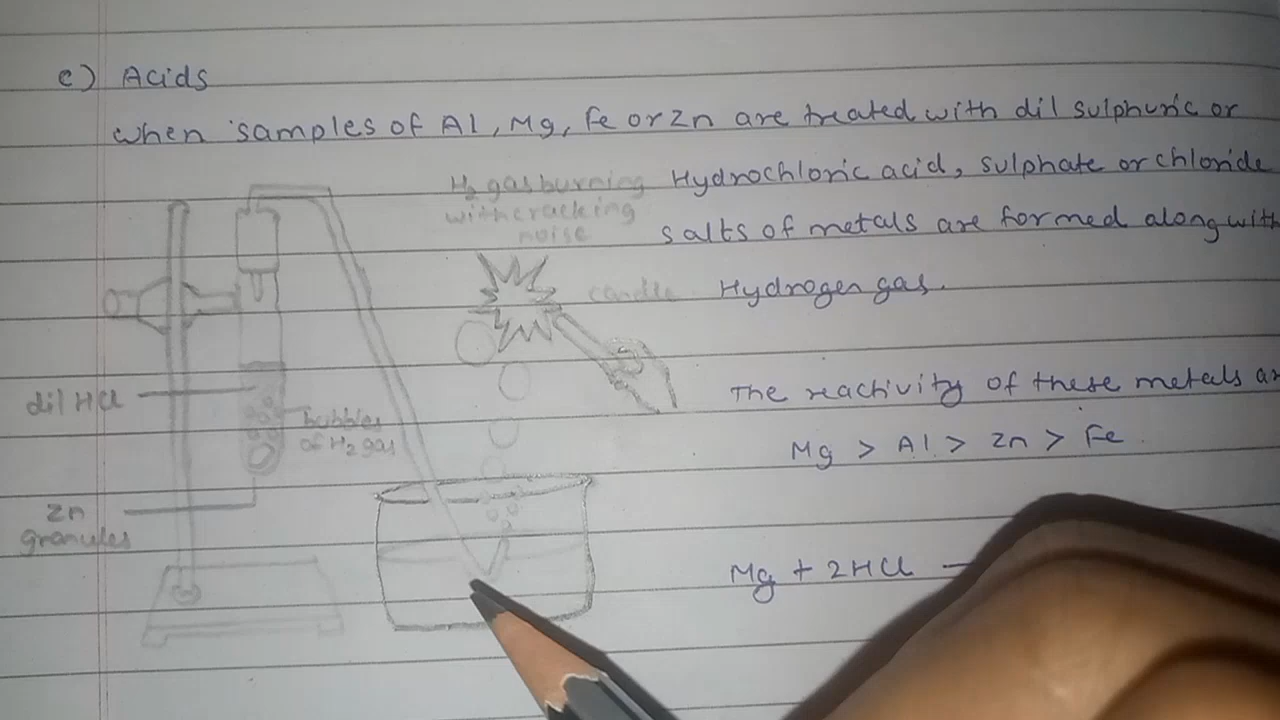 c) Acids
When samples of Al, Mg, Fe or Zn are treated with dil sulphuric or
Hydrochloric acid, sulphate or chloride
salts of metals are formed along with
Hydrogen gas.
H₂ gas burning
with cracking
noise
candle
The reactivity of these metals ar
Mg > Al > Zn > Fe
dil HCl
bubbles
of H₂ gas
Zn
granules
Mg + 2HCl —